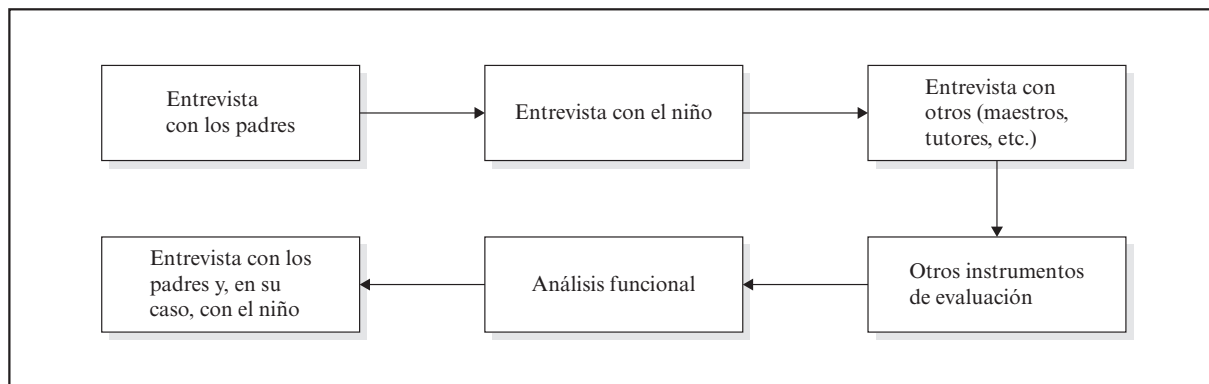 Entrevista
con los padres
Entrevista con el niño
Entrevista con
otros (maestros,
tutores, etc.)
Otros instrumentos
de evaluación
Análisis funcional
Entrevista con los
padres y, en su
caso, con el niño